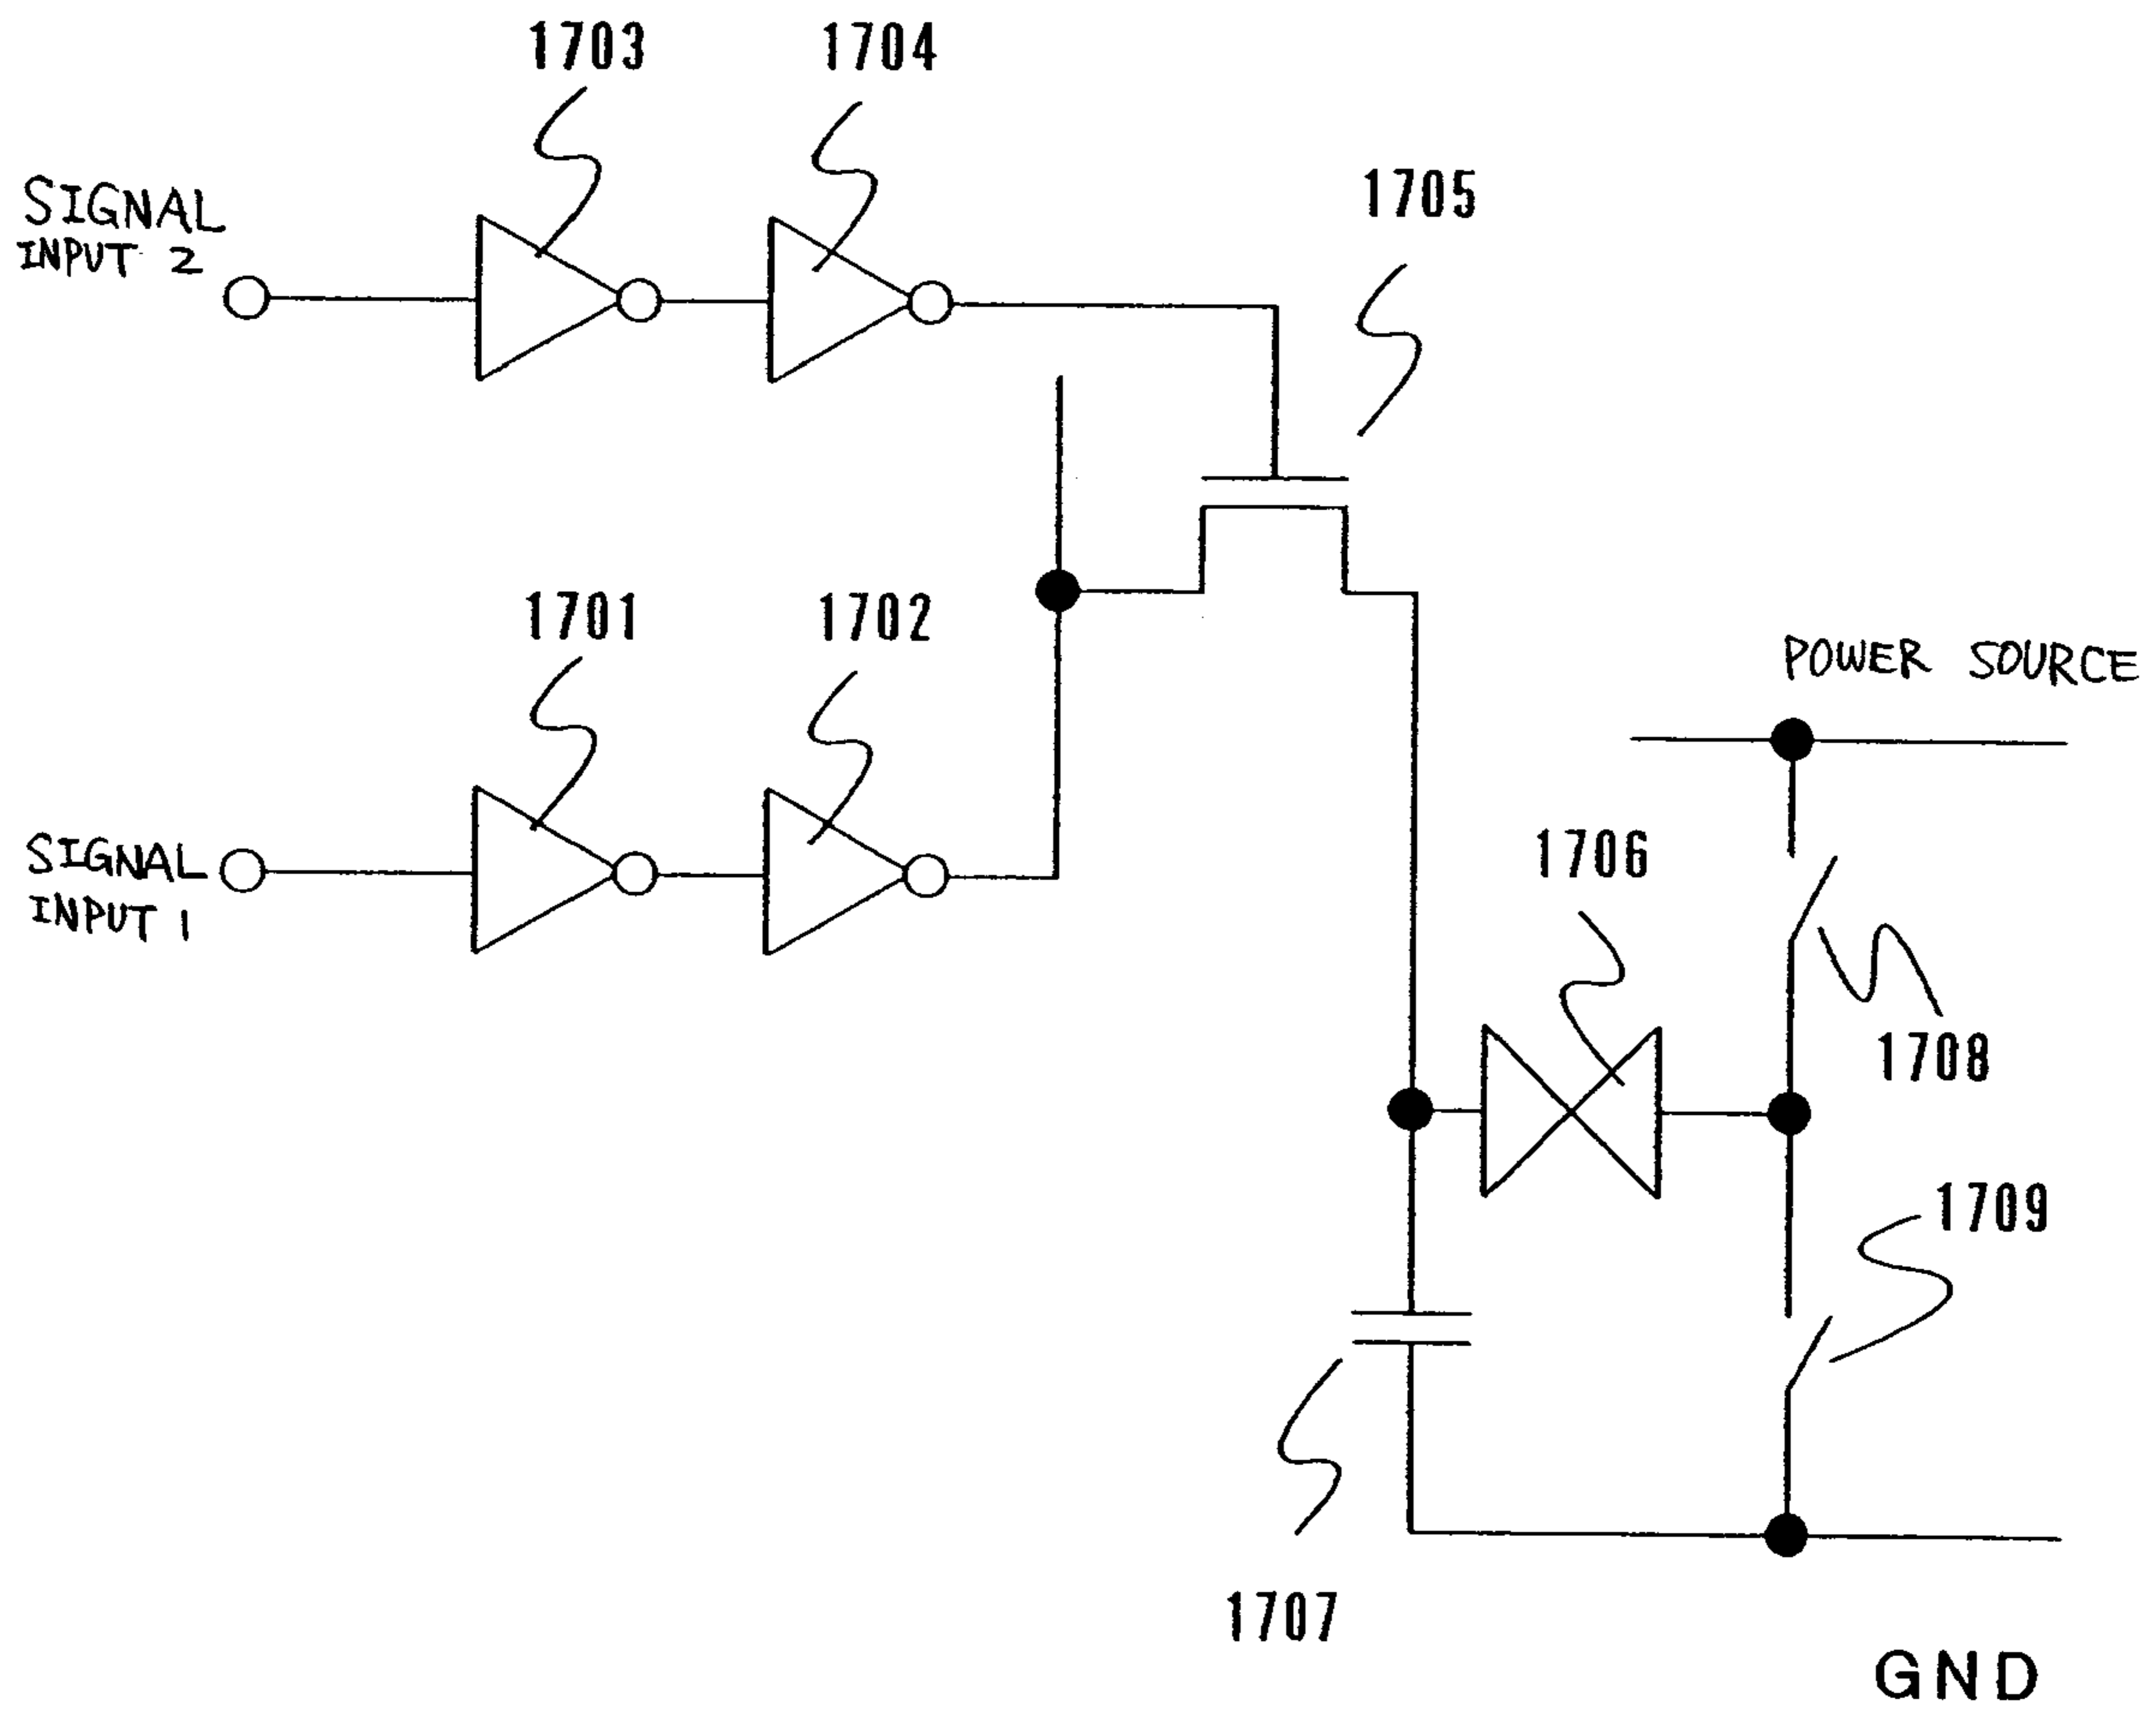 1703
1704
SIGNAL
INPUT 2
1705
1701
1702
POWER SOURCE
SIGNAL
INPUT 1
1706
1708
1709
1707
GND